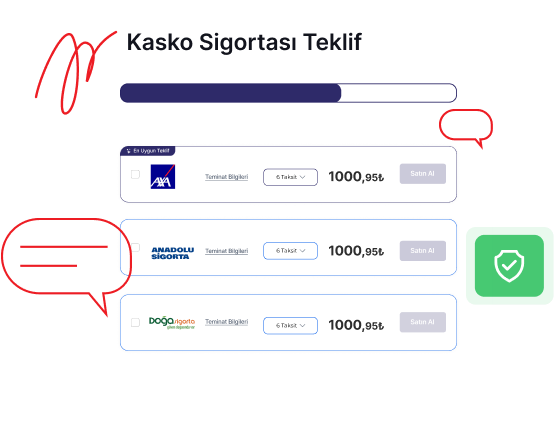 Kasko Sigortası Teklif
En Uygun Teklif
AXA Teminat Bilgileri 6 Taksit 1000,95₺ Satın Al
ANADOLU
SİGORTA Teminat Bilgileri 6 Taksit 1000,95₺ Satın Al
DOĞA sigorta Teminat Bilgileri 6 Taksit 1000,95₺ Satın Al